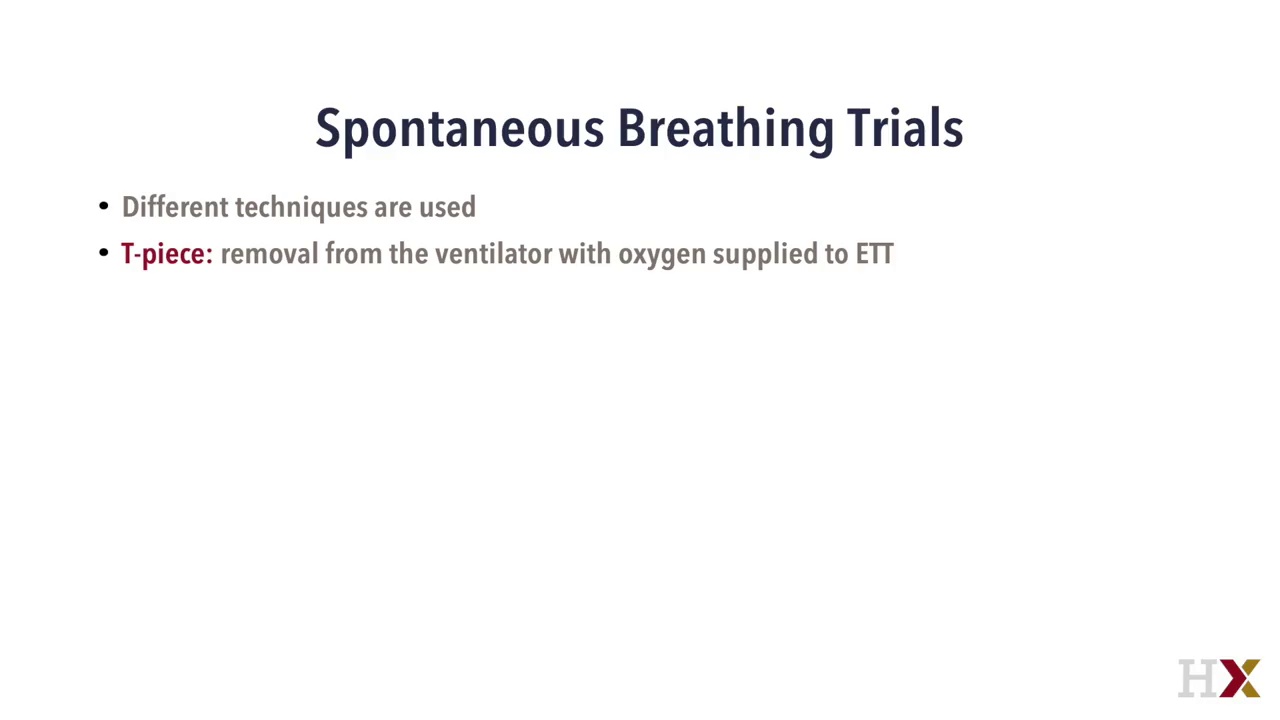 Spontaneous Breathing Trials
• Different techniques are used
• T-piece: removal from the ventilator with oxygen supplied to ETT
HX